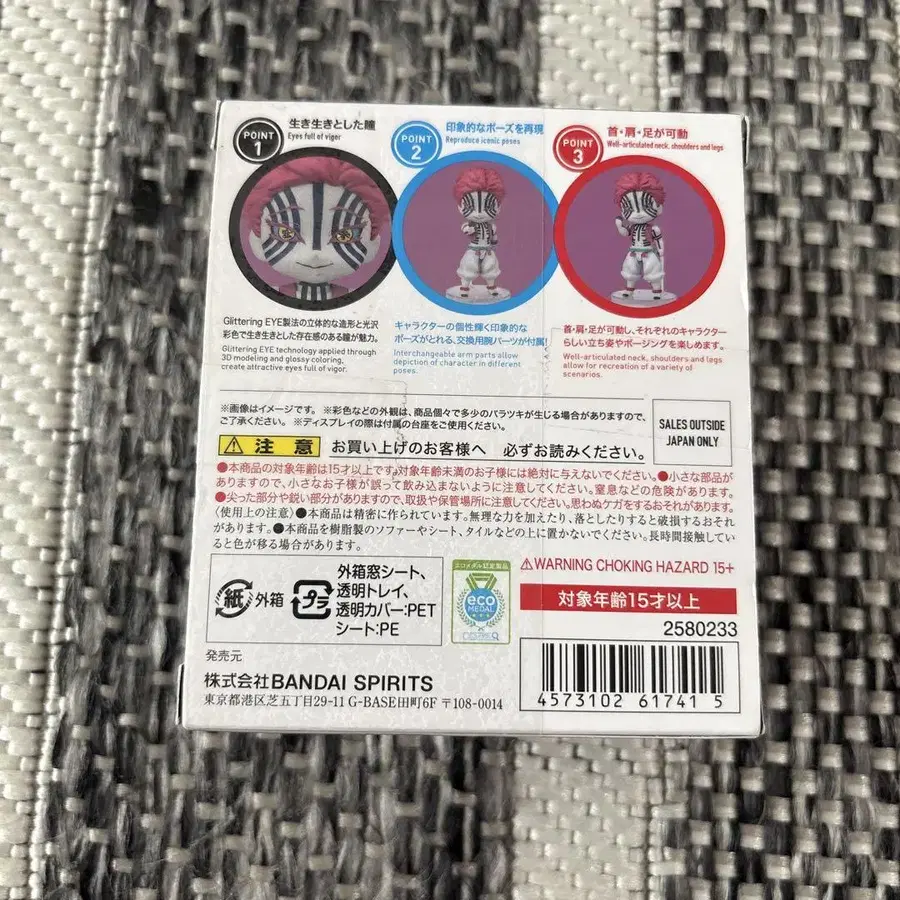 POINT 1
生き生きとした瞳
Eyes full of vigor
POINT 2
印象的なポーズを再現
Reproduce iconic poses
POINT 3
首・肩・足が可動
Well-articulated neck, shoulders and legs
Glittering EYE製法の立体的な造形と光沢
彩色で生き生きとした存在感のある瞳が魅力。
Glittering EYE technology applied through
3D modeling and glossy coloring,
create attractive eyes full of vigor.
キャラクターの個性輝く印象的な
ポーズがとれる、交換用腕パーツが付属!
Interchangeable arm parts allow
depiction of character in different
poses.
首・肩・足が可動し、それぞれのキャラクター
らしい立ち姿やポージングを楽しめます。
Well-articulated neck, shoulders and legs
allow for recreation of a variety of
scenarios.
※画像はイメージです。 ※彩色などの外観は、商品個々で多少のバラツキが生じる場合がありますので、
ご了承ください。 ※ディスプレイの際は付属の台座をご使用ください。
SALES OUTSIDE
JAPAN ONLY
注意 お買い上げのお客様へ 必ずお読みください。
●本商品の対象年齢は15才以上です。対象年齢未満のお子様には絶対に与えないでください。●小さな部品が
ありますので、小さなお子様が誤って飲み込まないように注意してください。窒息などの危険があります。
●尖った部分や鋭い部分がありますので、取扱や保管場所に注意してください。思わぬケガをするおそれがあります。
〈使用上の注意〉●本商品は精密に作られています。無理な力を加えたり、落としたりすると破損するおそれ
があります。●本商品を樹脂製のソファーやシート、タイルなどの上に置かないでください。長時間接触してい
ると色が移る場合があります。
紙 外箱
プラ
外箱窓シート、
透明トレイ、
透明カバー:PET
シート:PE
エコメダル認定製品
eco
MEDAL
⚠WARNING CHOKING HAZARD 15+
対象年齢15才以上
2580233
発売元
株式会社BANDAI SPIRITS
東京都港区芝五丁目29-11 G-BASE田町6F 〒108-0014
4573102 61741 5